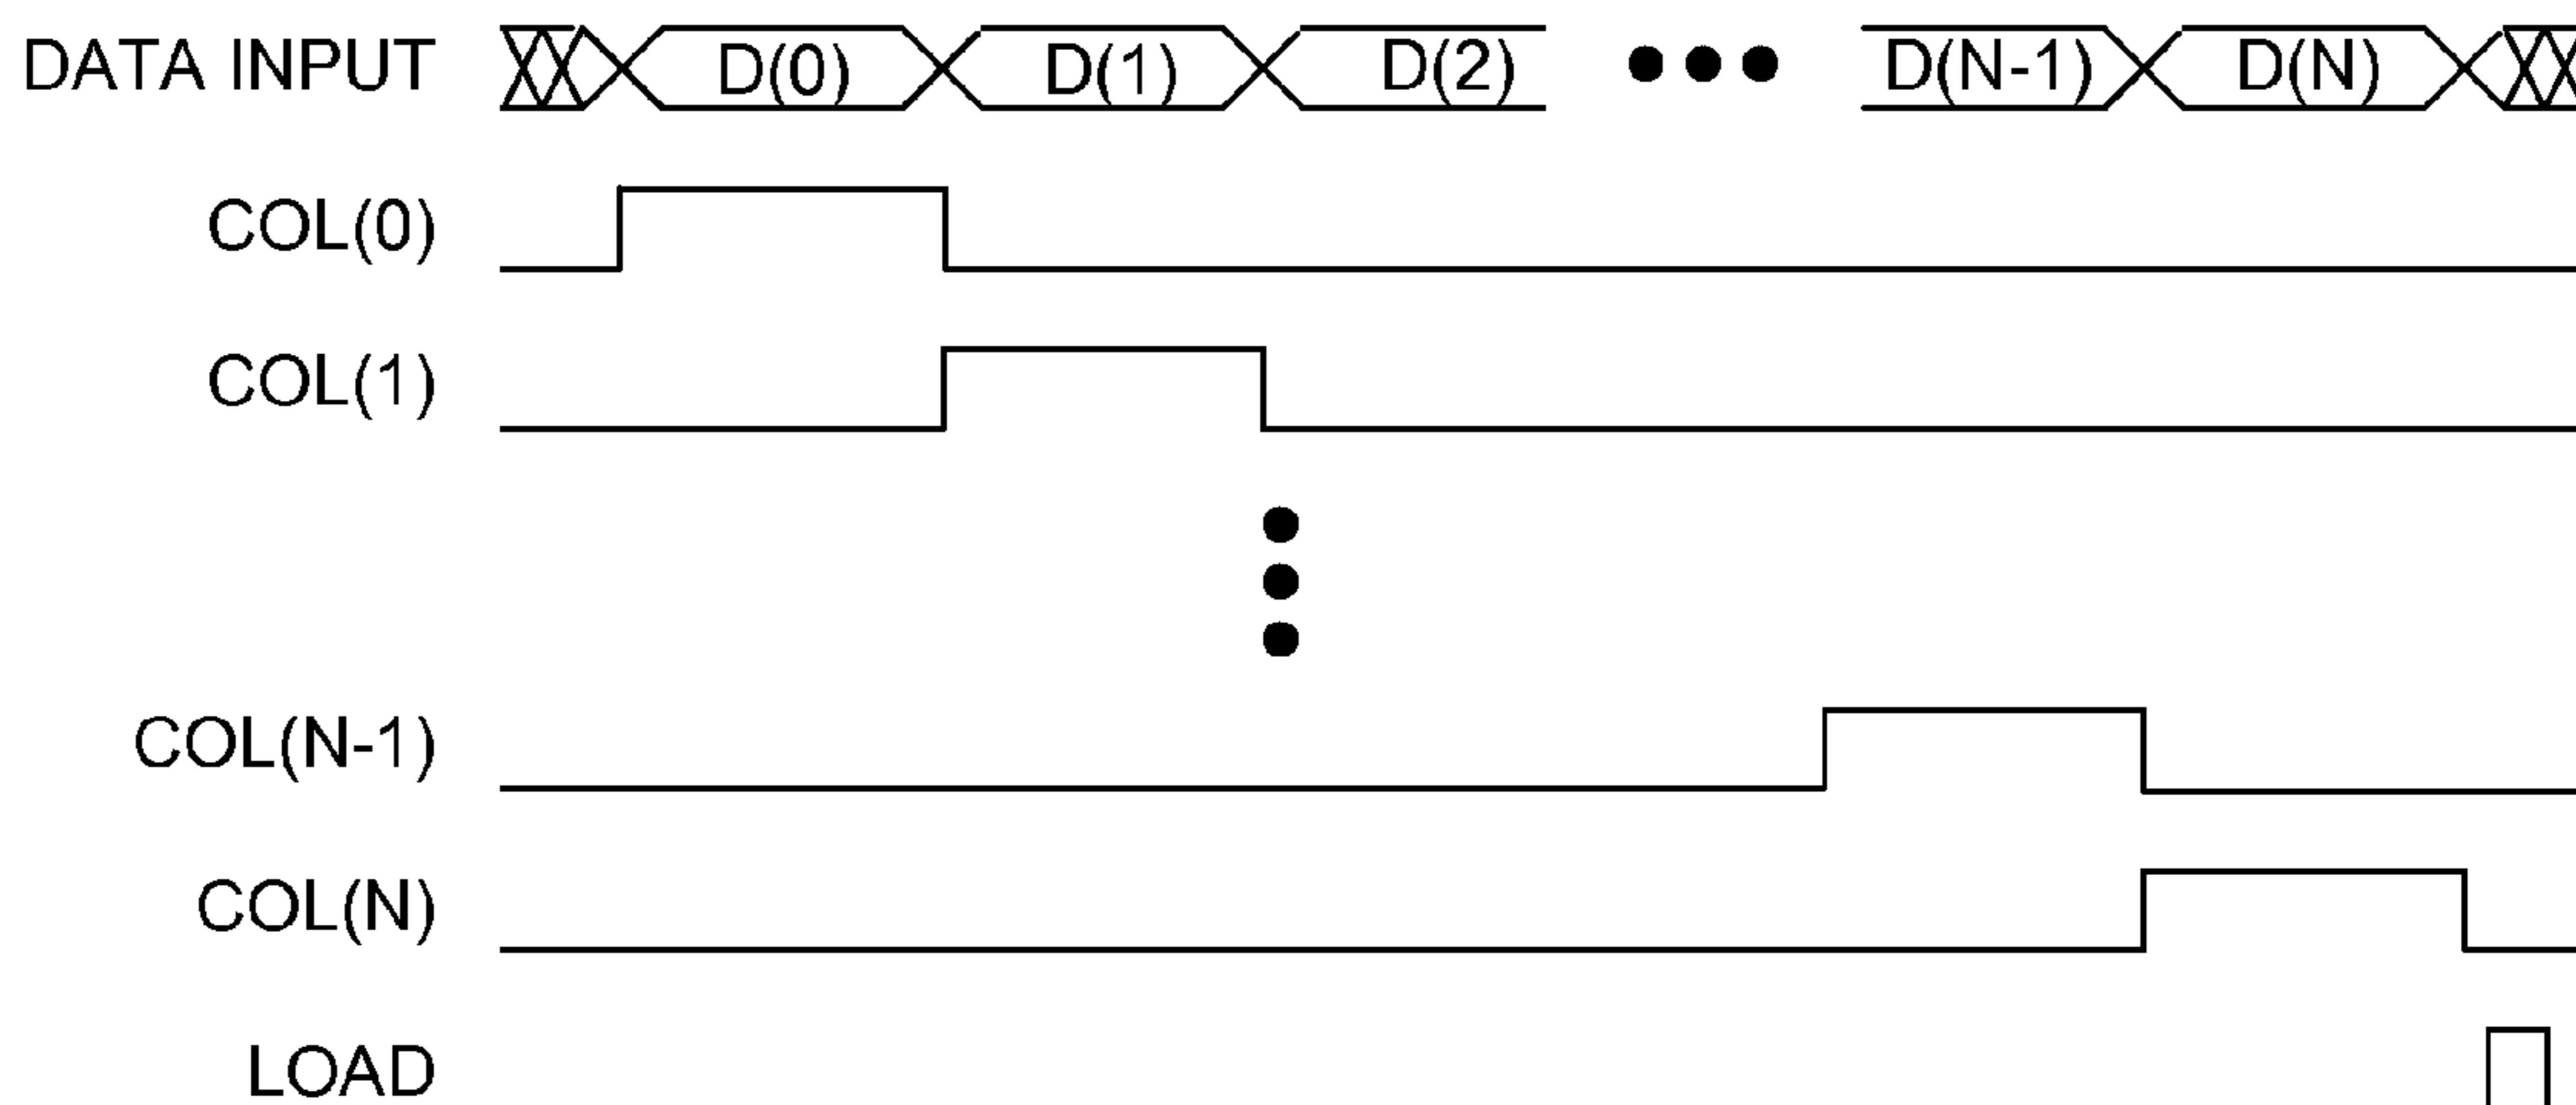 DATA INPUT D(0) D(1) D(2) D(N-1) D(N)
COL(0)
COL(1)
COL(N-1)
COL(N)
LOAD